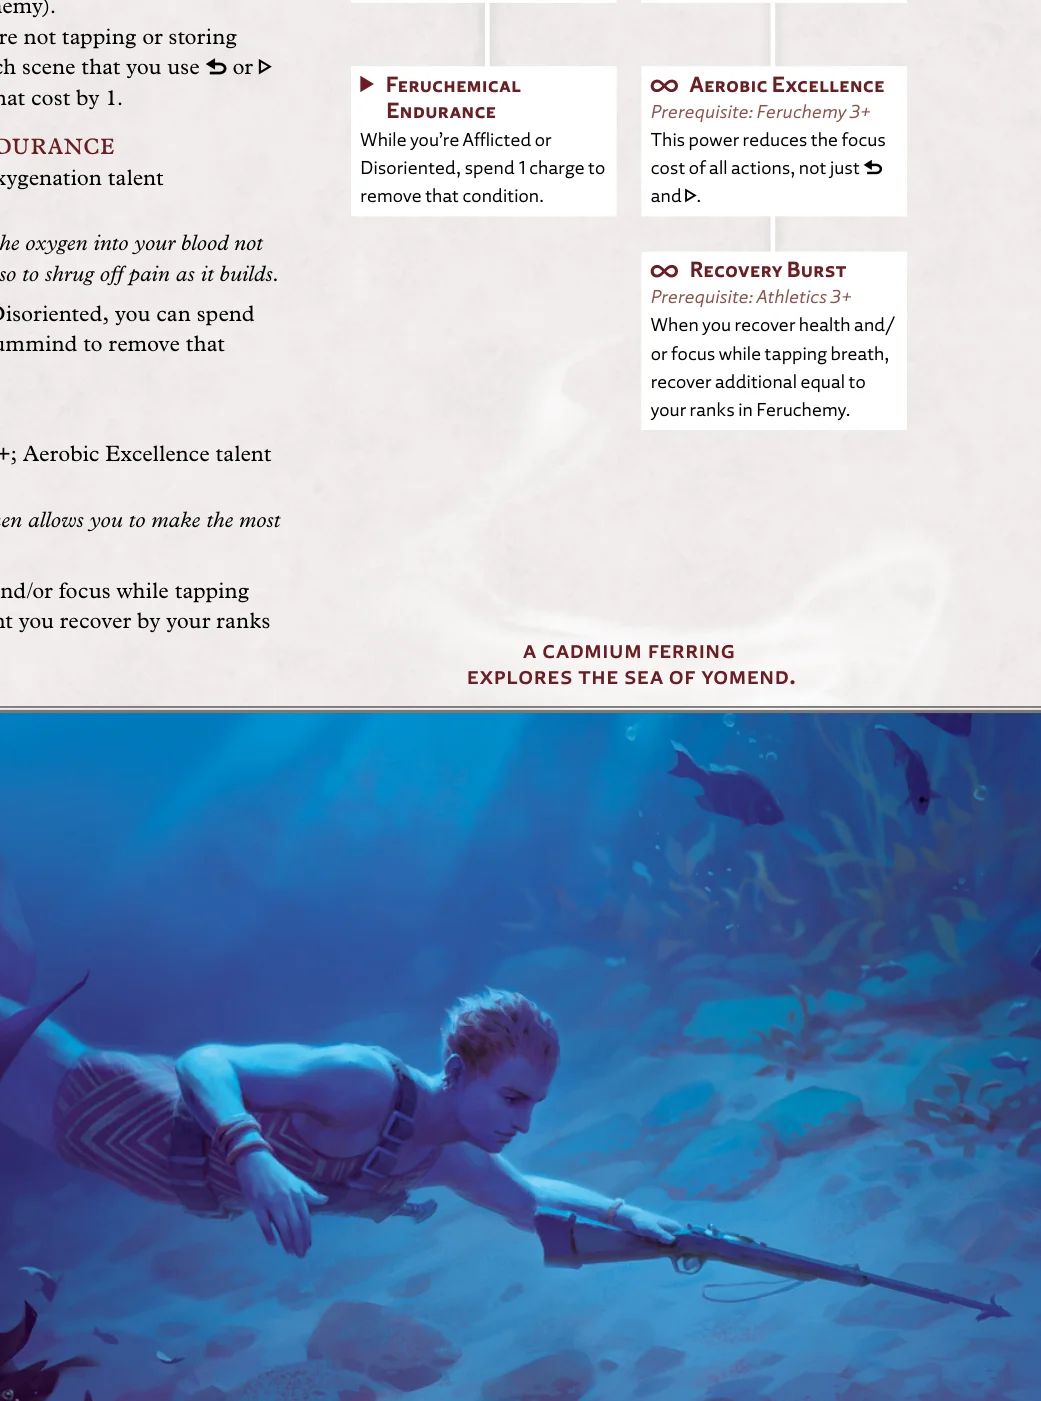 emy).
re not tapping or storing
ch scene that you use or
hat cost by 1.
DURANCE
xygenation talent
he oxygen into your blood not
so to shrug off pain as it builds.
Disoriented, you can spend
ummind to remove that
+; Aerobic Excellence talent
en allows you to make the most
nd/or focus while tapping
nt you recover by your ranks
Feruchemical
Endurance
While you're Afflicted or
Disoriented, spend 1 charge to
remove that condition.
∞ Aerobic Excellence
Prerequisite: Feruchemy 3+
This power reduces the focus
cost of all actions, not just
and.
∞ Recovery Burst
Prerequisite: Athletics 3+
When you recover health and/
or focus while tapping breath,
recover additional equal to
your ranks in Feruchemy.
A CADMIUM FERRING
EXPLORES THE SEA OF YOMEND.